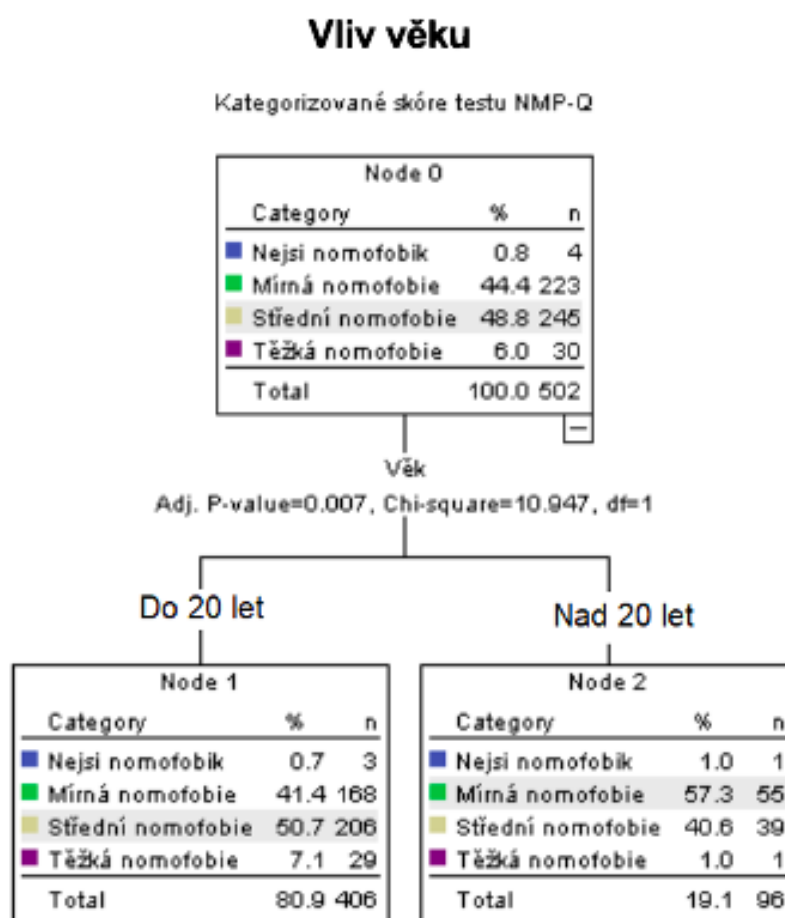 Vliv věku
Kategorizované skóre testu NMP-Q
Node 0
Category % n
Nejsi nomofobik 0.8 4
Mírná nomofobie 44.4 223
Střední nomofobie 48.8 245
Těžká nomofobie 6.0 30
Total 100.0 502
Věk
Adj. P-value=0.007, Chi-square=10.947, df=1
Do 20 let
Nad 20 let
Node 1
Category % n
Nejsi nomofobik 0.7 3
Mírná nomofobie 41.4 168
Střední nomofobie 50.7 206
Těžká nomofobie 7.1 29
Total 80.9 406
Node 2
Category % n
Nejsi nomofobik 1.0 1
Mírná nomofobie 57.3 55
Střední nomofobie 40.6 39
Těžká nomofobie 1.0 1
Total 19.1 96